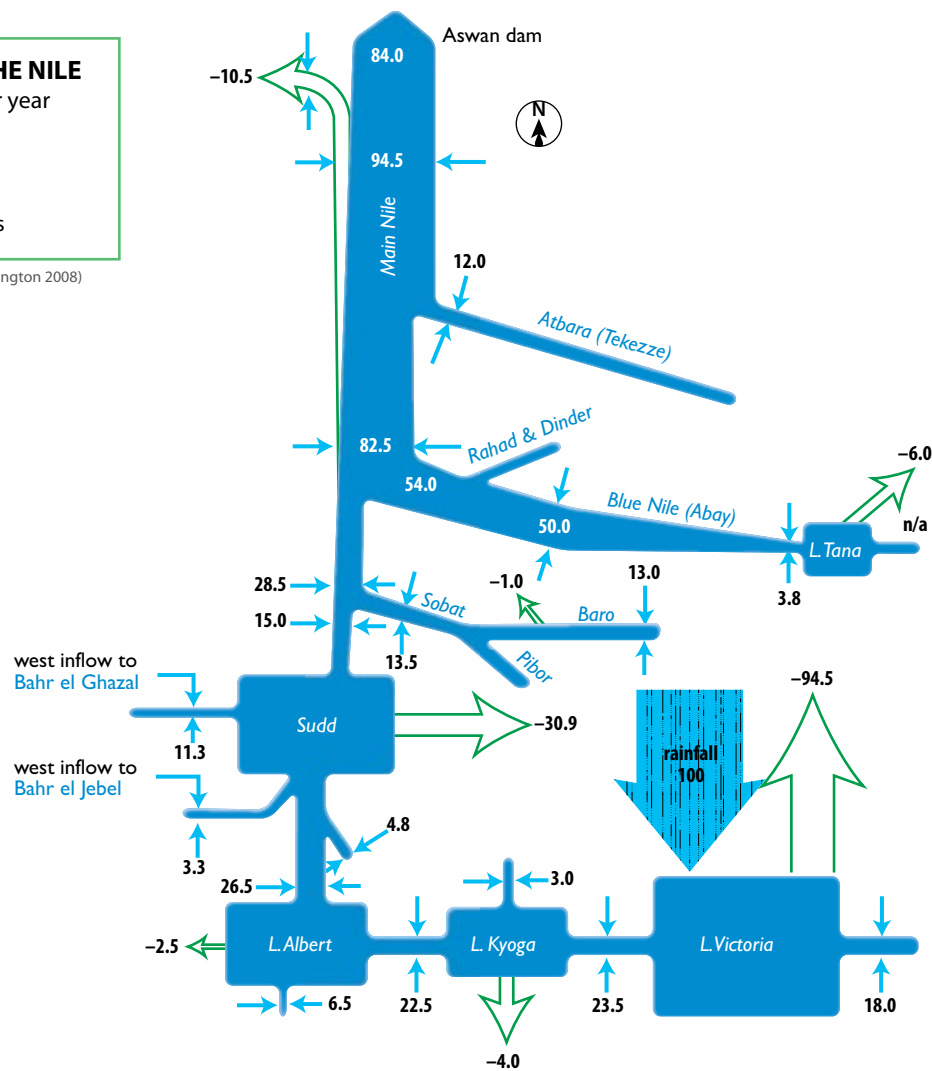 HE NILE
r year
s
ngton 2008)
Aswan dam
84.0
–10.5
N
94.5
Main Nile
12.0
Atbara (Tekezze)
82.5
Rahad & Dinder
54.0
–6.0
Blue Nile (Abay)
50.0
n/a
L. Tana
3.8
28.5
–1.0
13.0
Sobat
Baro
15.0
13.5
Pibor
west inflow to
Bahr el Ghazal
11.3
Sudd
–30.9
–94.5
rainfall
100
west inflow to
Bahr el Jebel
3.3
4.8
26.5
3.0
–2.5
L. Albert
L. Kyoga
L. Victoria
6.5
22.5
23.5
18.0
–4.0